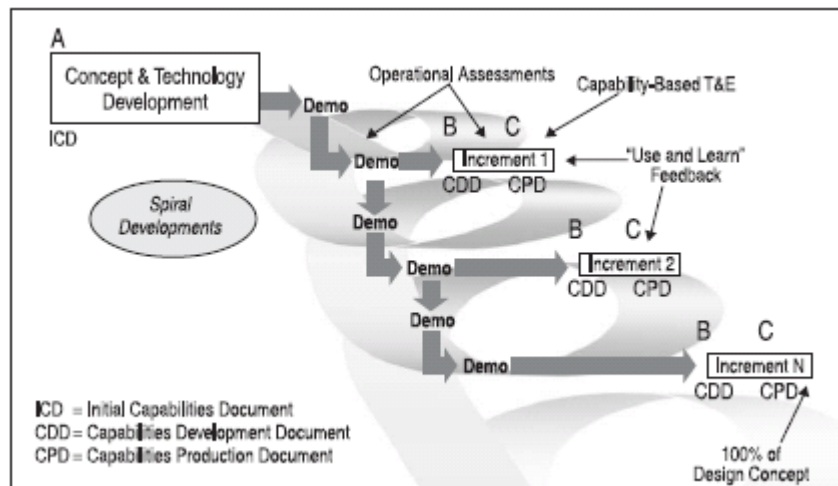 A
Concept & Technology
Development
ICD
Operational Assessments
Capability-Based T&E
Demo
B C
Demo
Increment 1
CDD CPD
"Use and Learn"
Feedback
Spiral
Developments
Demo
B C
Demo
Increment 2
CDD CPD
Demo
B C
Demo
Increment N
CDD CPD
ICD = Initial Capabilities Document
CDD = Capabilities Development Document
CPD = Capabilities Production Document
100% of
Design Concept